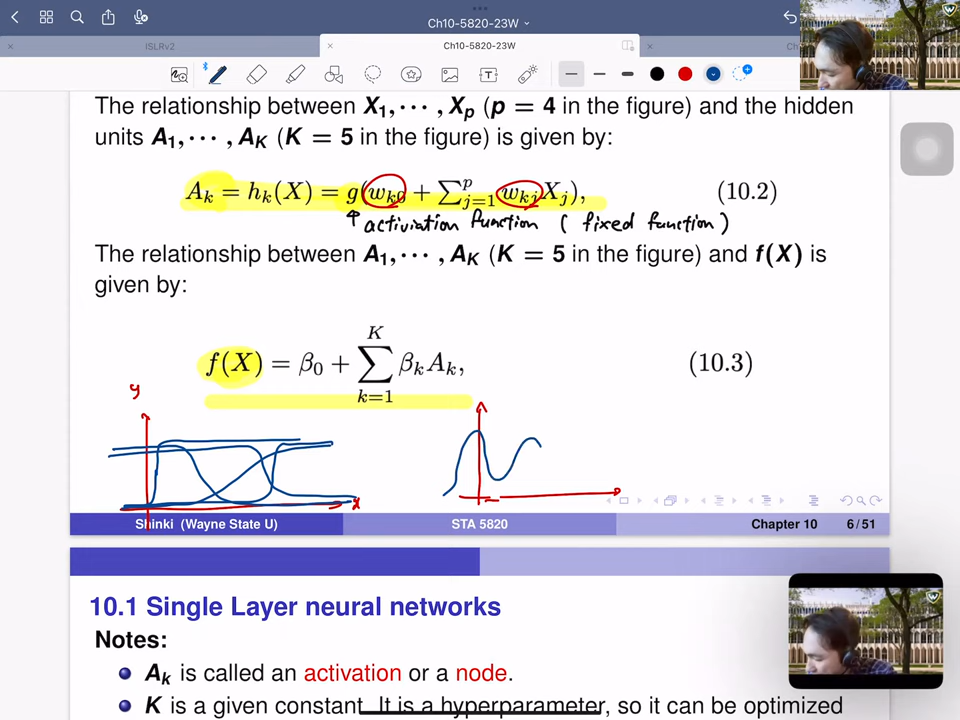 Ch10-5820-23W
ISLRv2
Ch10-5820-23W
Ch
The relationship between X1, ⋯ , Xp (p = 4 in the figure) and the hidden
units A1, ⋯ , AK (K = 5 in the figure) is given by:
Ak = hk(X) = g(wk0 + ∑_{j=1}^{p} wkjXj), (10.2)
↑ activiation function ( fixed function )
The relationship between A1, ⋯ , AK (K = 5 in the figure) and f(X) is
given by:
f(X) = β0 + ∑_{k=1}^{K} βkAk, (10.3)
y
x
Shinki (Wayne State U) STA 5820 Chapter 10 6 / 51
10.1 Single Layer neural networks
Notes:
Ak is called an activation or a node.
K is a given constant. It is a hyperparameter, so it can be optimized